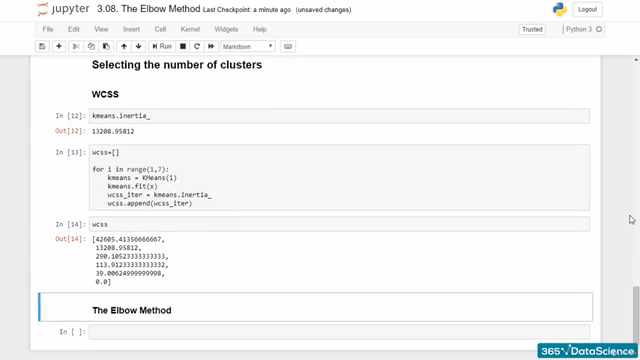 jupyter 3.08. The Elbow Method Last Checkpoint: a minute ago (unsaved changes)
Logout
File Edit View Insert Cell Kernel Widgets Help
Trusted
Python 3
Run
Markdown
Selecting the number of clusters
WCSS
In [12]: kmeans.inertia_
Out[12]: 13208.95812
In [13]: wcss=[]
for i in range(1,7):
kmeans = KMeans(i)
kmeans.fit(x)
wcss_iter = kmeans.inertia_
wcss.append(wcss_iter)
In [14]: wcss
Out[14]: [42605.41356666667,
13208.95812,
290.10523333333333,
113.91233333333332,
39.00624999999998,
0.0]
The Elbow Method
In [ ]:
365 DataScience